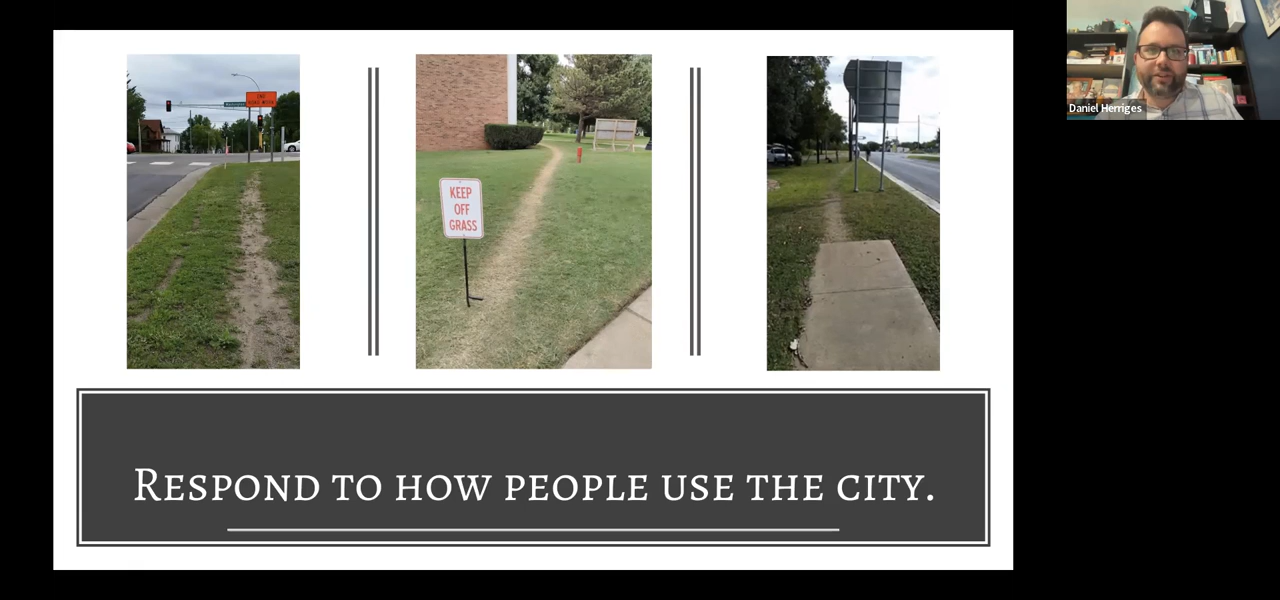 KEEP
OFF
GRASS
Daniel Herriges
Respond to how people use the city.